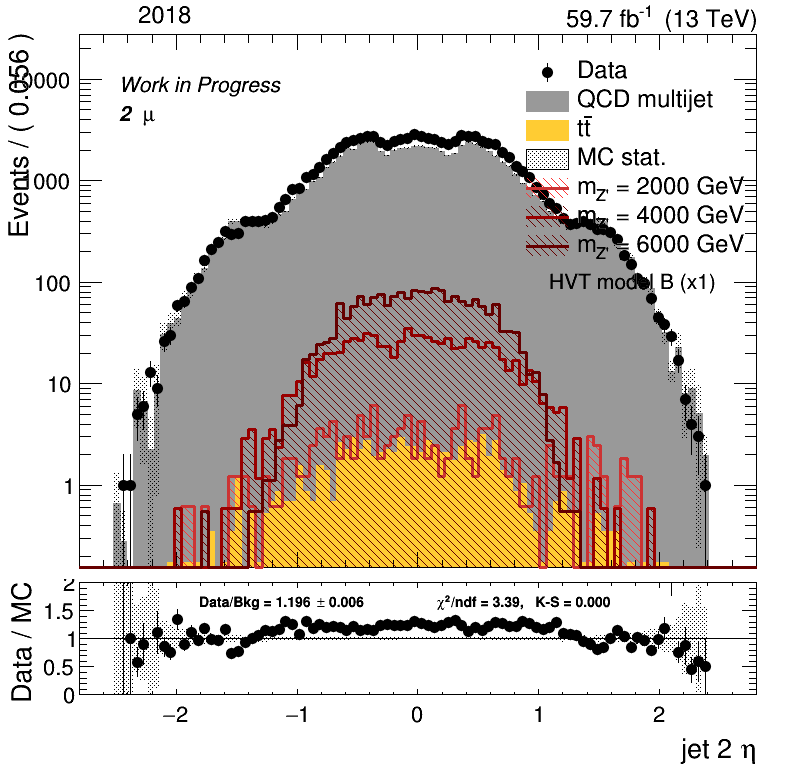 2018
59.7 fb⁻¹ (13 TeV)
Events / ( 0.056 )
10000
1000
100
10
1
Work in Progress
2 μ
Data
QCD multijet
tt̄
MC stat.
m_Z' = 2000 GeV
m_Z' = 4000 GeV
m_Z' = 6000 GeV
HVT model B (x1)
Data / MC
2
1.5
1
0.5
0
Data/Bkg = 1.196 ± 0.006
χ²/ndf = 3.39, K-S = 0.000
−2 −1 0 1 2
jet 2 η